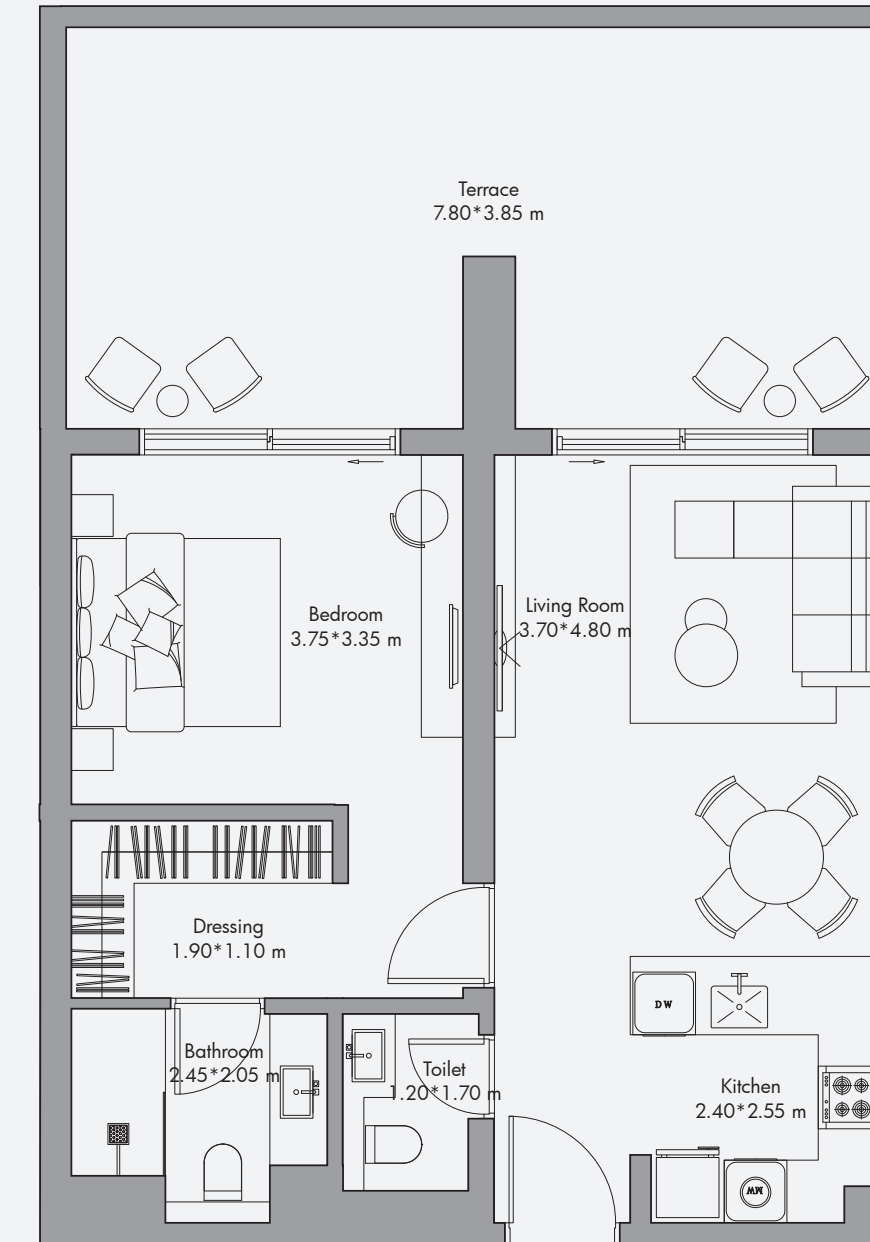 Terrace
7.80*3.85 m
Bedroom
3.75*3.35 m
Living Room
3.70*4.80 m
Dressing
1.90*1.10 m
DW
Bathroom
2.45*2.05 m
Toilet
1.20*1.70 m
Kitchen
2.40*2.55 m
MW